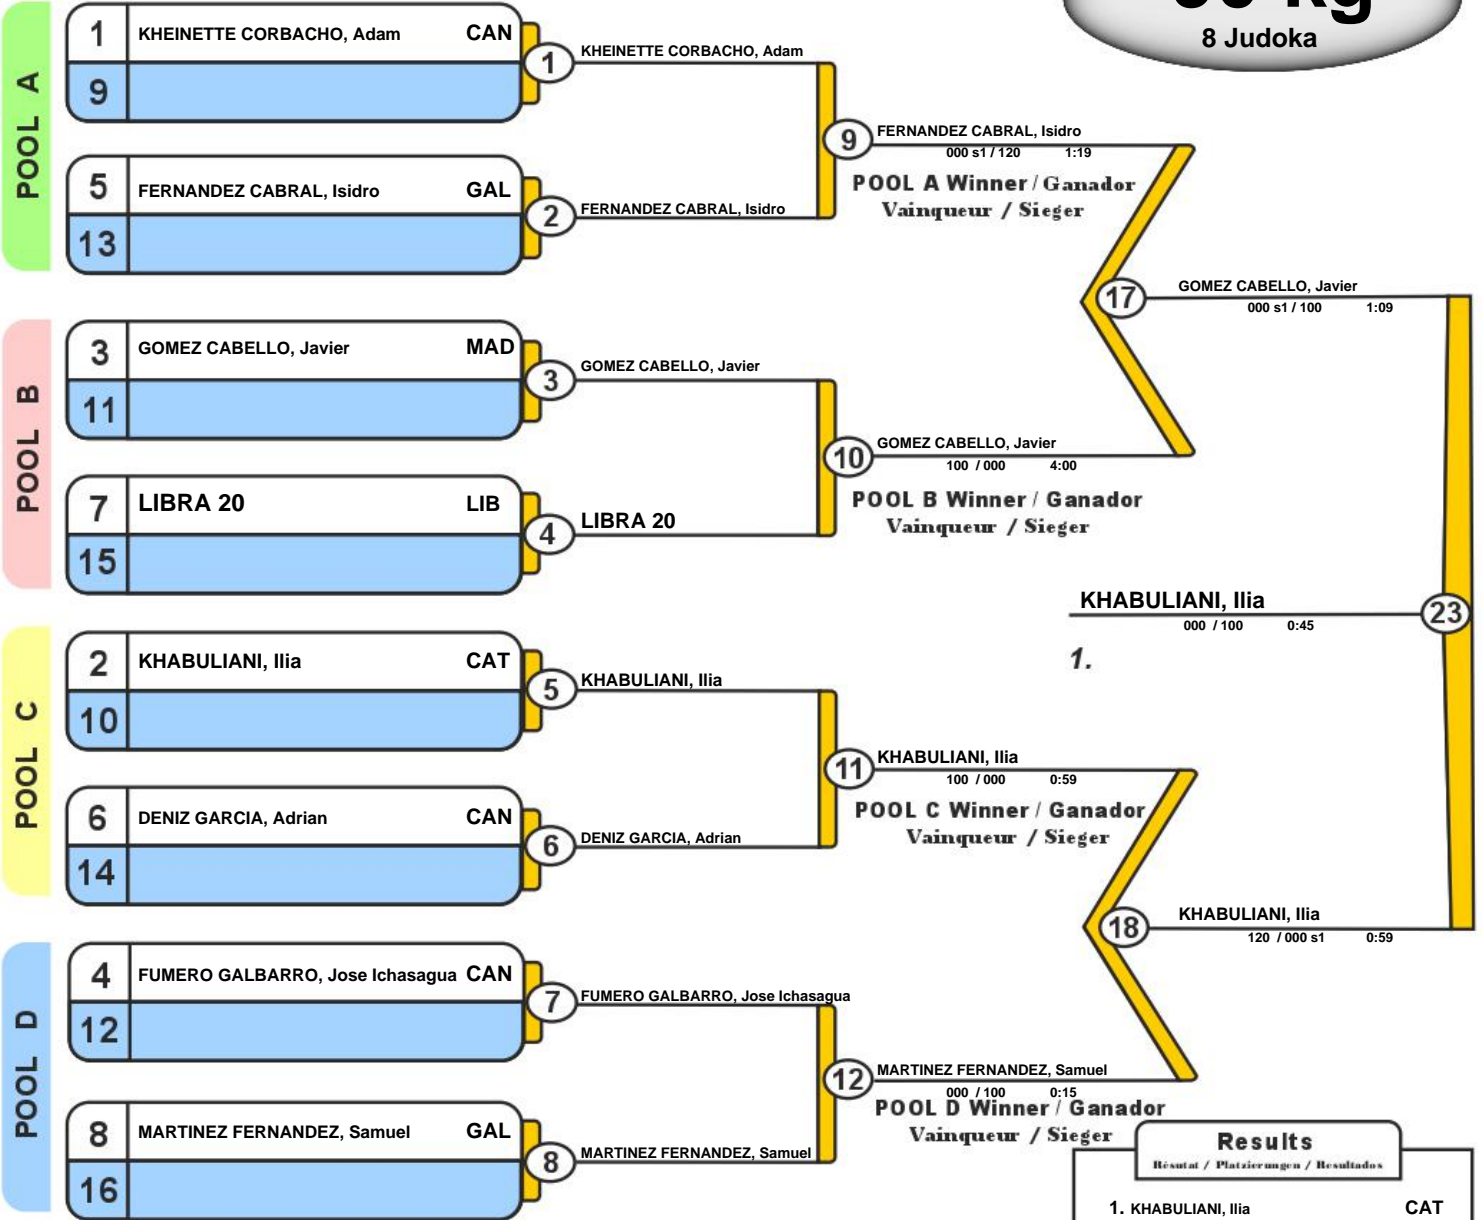 8 Judoka
POOL A
1 KHEINETTE CORBACHO, Adam CAN
9
1
KHEINETTE CORBACHO, Adam
5 FERNANDEZ CABRAL, Isidro GAL
13
2
FERNANDEZ CABRAL, Isidro
9
FERNANDEZ CABRAL, Isidro
000 s1 / 120 1:19
POOL A Winner / Ganador
Vainqueur / Sieger
POOL B
3 GOMEZ CABELLO, Javier MAD
11
3
GOMEZ CABELLO, Javier
7 LIBRA 20 LIB
15
4
LIBRA 20
10
GOMEZ CABELLO, Javier
100 / 000 4:00
POOL B Winner / Ganador
Vainqueur / Sieger
17
GOMEZ CABELLO, Javier
000 s1 / 100 1:09
KHABULIANI, Ilia
000 / 100 0:45
23
1.
POOL C
2 KHABULIANI, Ilia CAT
10
5
KHABULIANI, Ilia
6 DENIZ GARCIA, Adrian CAN
14
6
DENIZ GARCIA, Adrian
11
KHABULIANI, Ilia
100 / 000 0:59
POOL C Winner / Ganador
Vainqueur / Sieger
18
KHABULIANI, Ilia
120 / 000 s1 0:59
POOL D
4 FUMERO GALBARRO, Jose Ichasagua CAN
12
7
FUMERO GALBARRO, Jose Ichasagua
8 MARTINEZ FERNANDEZ, Samuel GAL
16
8
MARTINEZ FERNANDEZ, Samuel
12
MARTINEZ FERNANDEZ, Samuel
000 / 100 0:15
POOL D Winner / Ganador
Vainqueur / Sieger
Results
Résutat / Platzierungen / Resultados
1. KHABULIANI, Ilia CAT